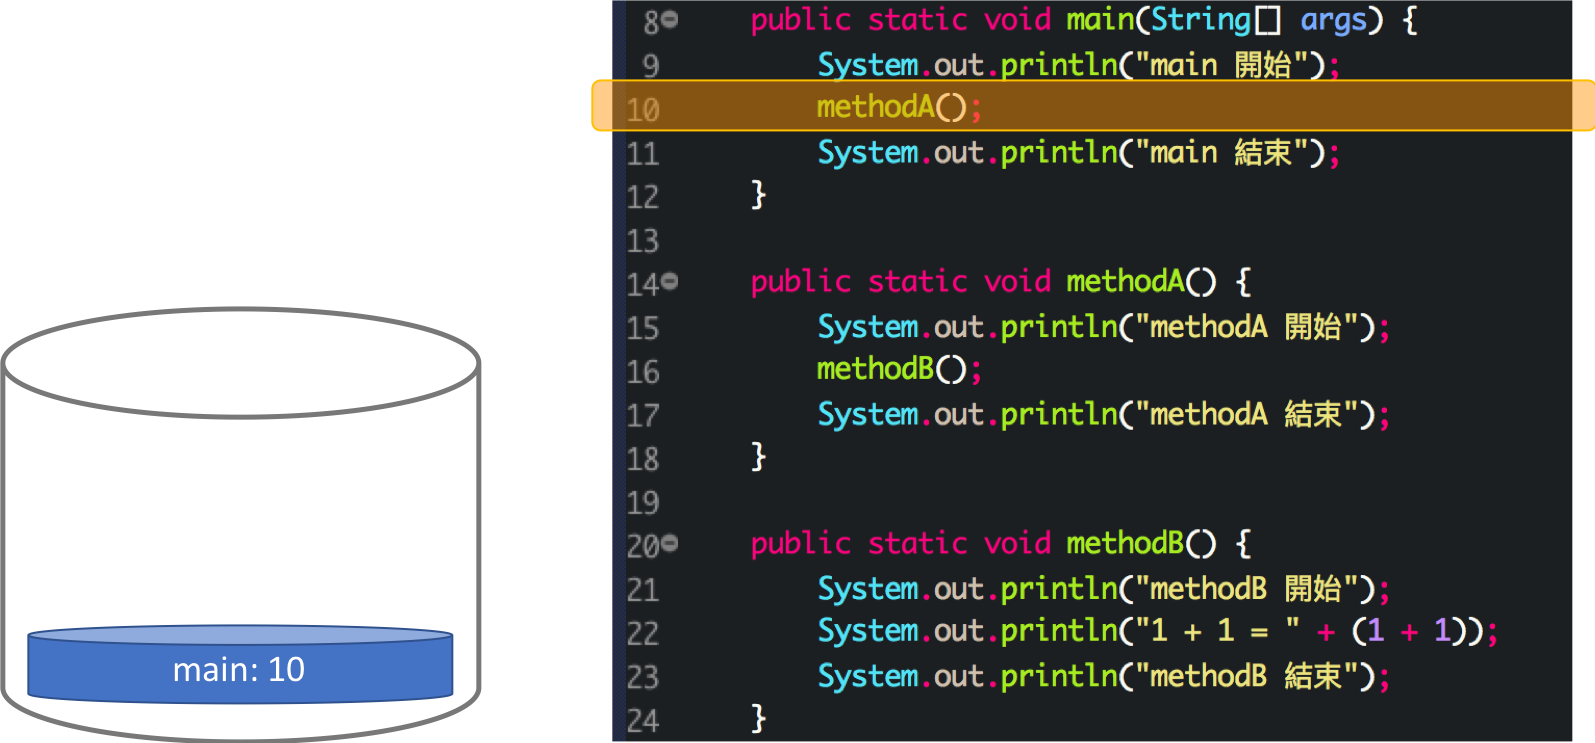 8 public static void main(String[] args) {
9 System.out.println("main 開始");
10 methodA();
11 System.out.println("main 結束");
12 }
13
14 public static void methodA() {
15 System.out.println("methodA 開始");
16 methodB();
17 System.out.println("methodA 結束");
18 }
19
20 public static void methodB() {
21 System.out.println("methodB 開始");
22 System.out.println("1 + 1 = " + (1 + 1));
23 System.out.println("methodB 結束");
24 }
main: 10